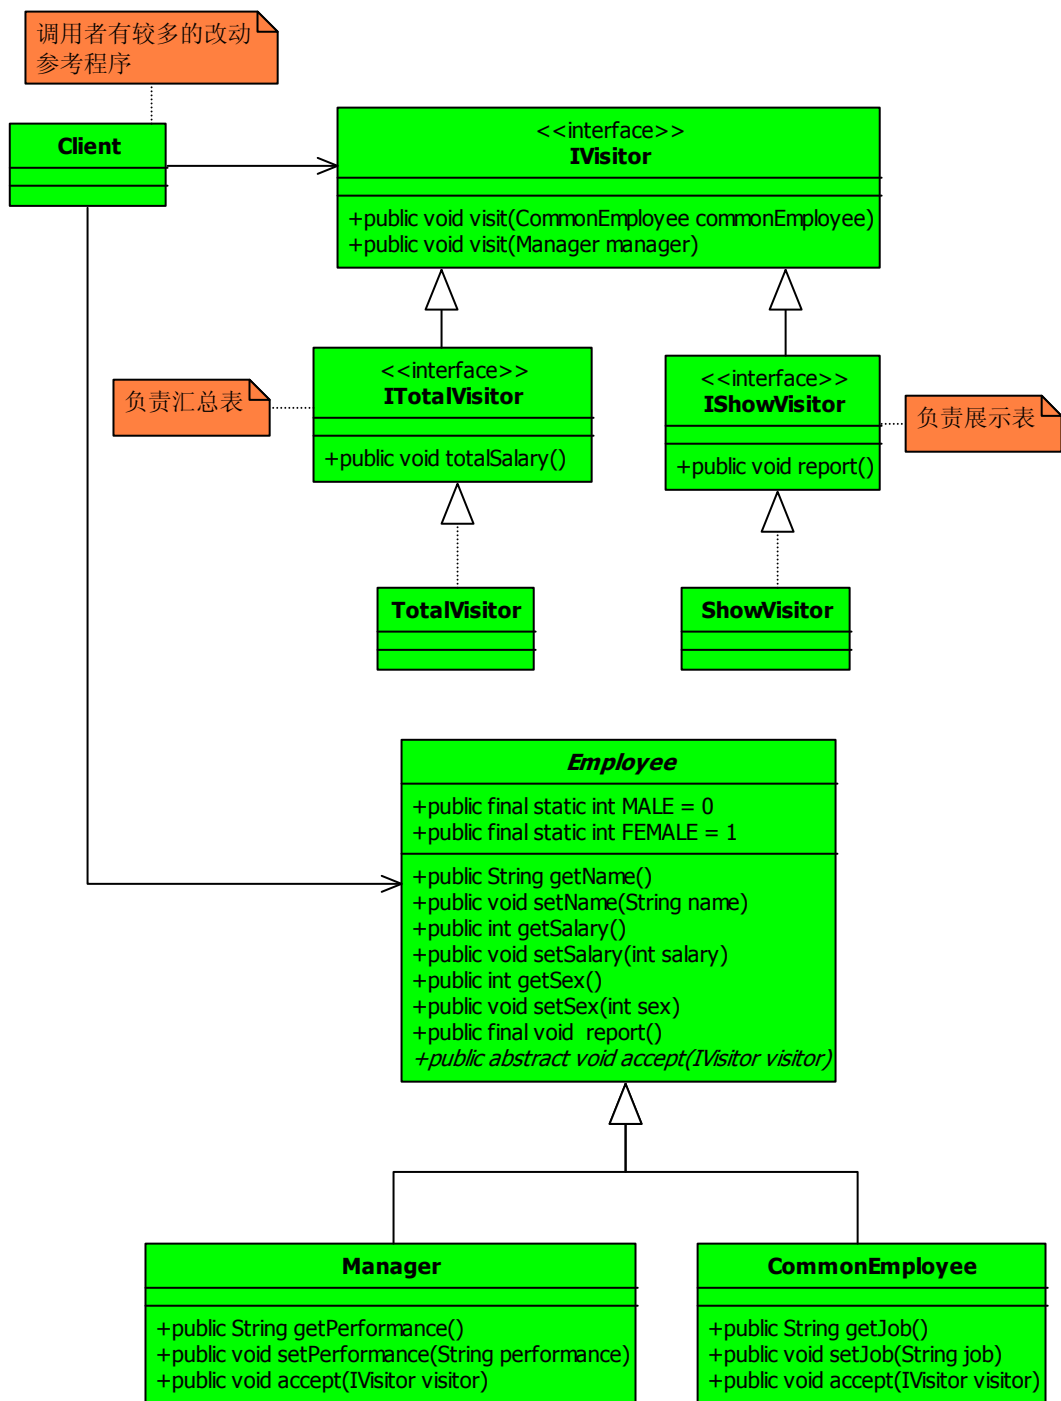 调用者有较多的改动
参考程序
Client
<<interface>>
IVisitor
+public void visit(CommonEmployee commonEmployee)
+public void visit(Manager manager)
<<interface>>
ITotalVisitor
+public void totalSalary()
负责汇总表
<<interface>>
IShowVisitor
+public void report()
负责展示表
TotalVisitor
ShowVisitor
Employee
+public final static int MALE = 0
+public final static int FEMALE = 1
+public String getName()
+public void setName(String name)
+public int getSalary()
+public void setSalary(int salary)
+public int getSex()
+public void setSex(int sex)
+public final void  report()
+public abstract void accept(IVisitor visitor)
Manager
+public String getPerformance()
+public void setPerformance(String performance)
+public void accept(IVisitor visitor)
CommonEmployee
+public String getJob()
+public void setJob(String job)
+public void accept(IVisitor visitor)